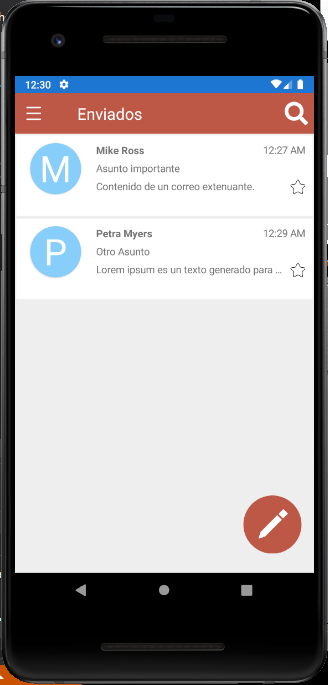 12:30
Enviados
M
Mike Ross
12:27 AM
Asunto importante
Contenido de un correo extenuante.
P
Petra Myers
12:29 AM
Otro Asunto
Lorem ipsum es un texto generado para ...